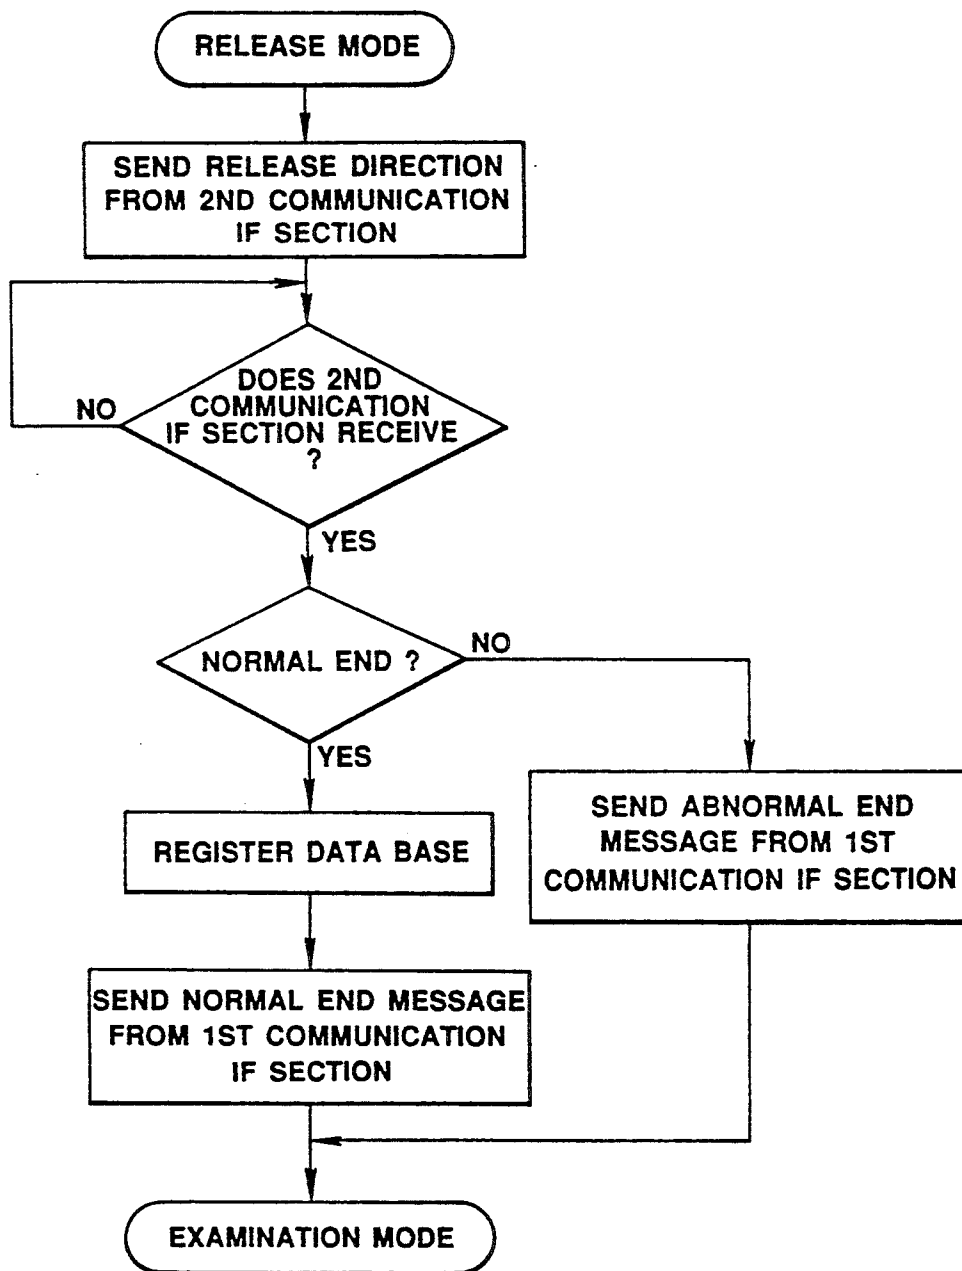 RELEASE MODE
SEND RELEASE DIRECTION
FROM 2ND COMMUNICATION
IF SECTION
DOES 2ND
COMMUNICATION
IF SECTION RECEIVE
?
NO
YES
NORMAL END ?
NO
YES
REGISTER DATA BASE
SEND ABNORMAL END
MESSAGE FROM 1ST
COMMUNICATION IF SECTION
SEND NORMAL END MESSAGE
FROM 1ST COMMUNICATION
IF SECTION
EXAMINATION MODE